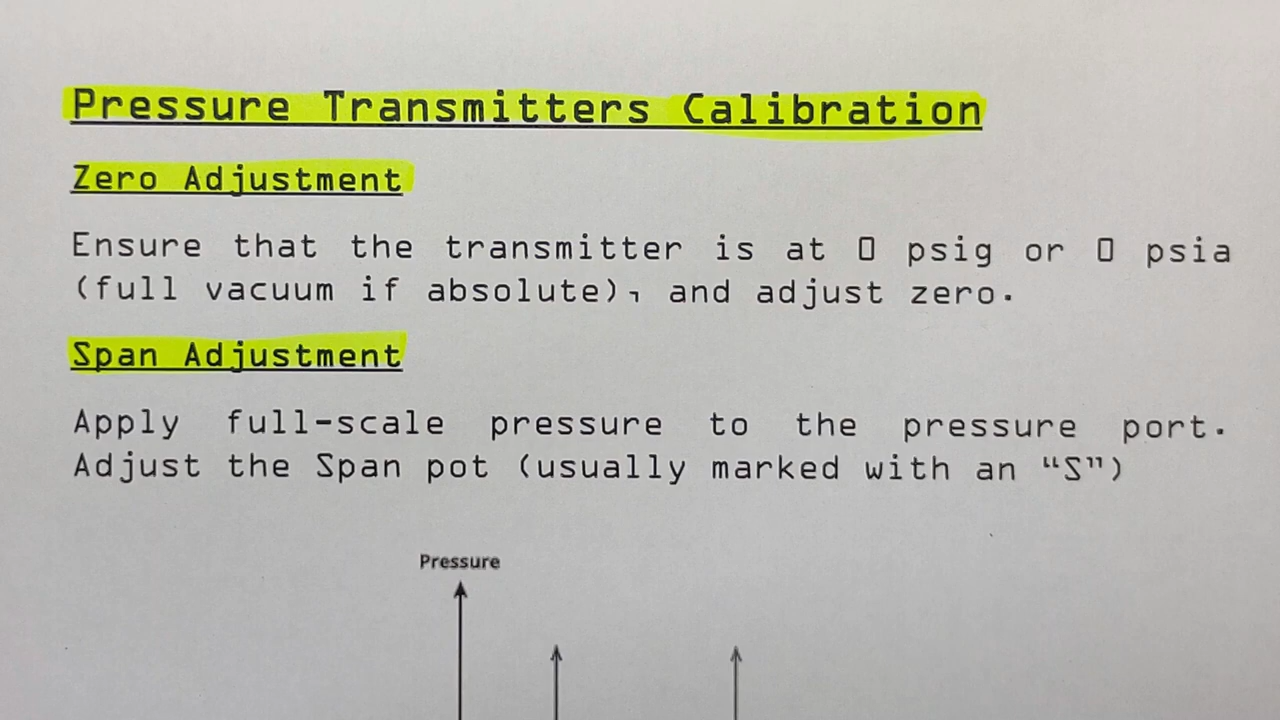 Pressure Transmitters Calibration
Zero Adjustment
Ensure that the transmitter is at 0 psig or 0 psia
(full vacuum if absolute), and adjust zero.
Span Adjustment
Apply full-scale pressure to the pressure port.
Adjust the Span pot (usually marked with an “S”)
Pressure